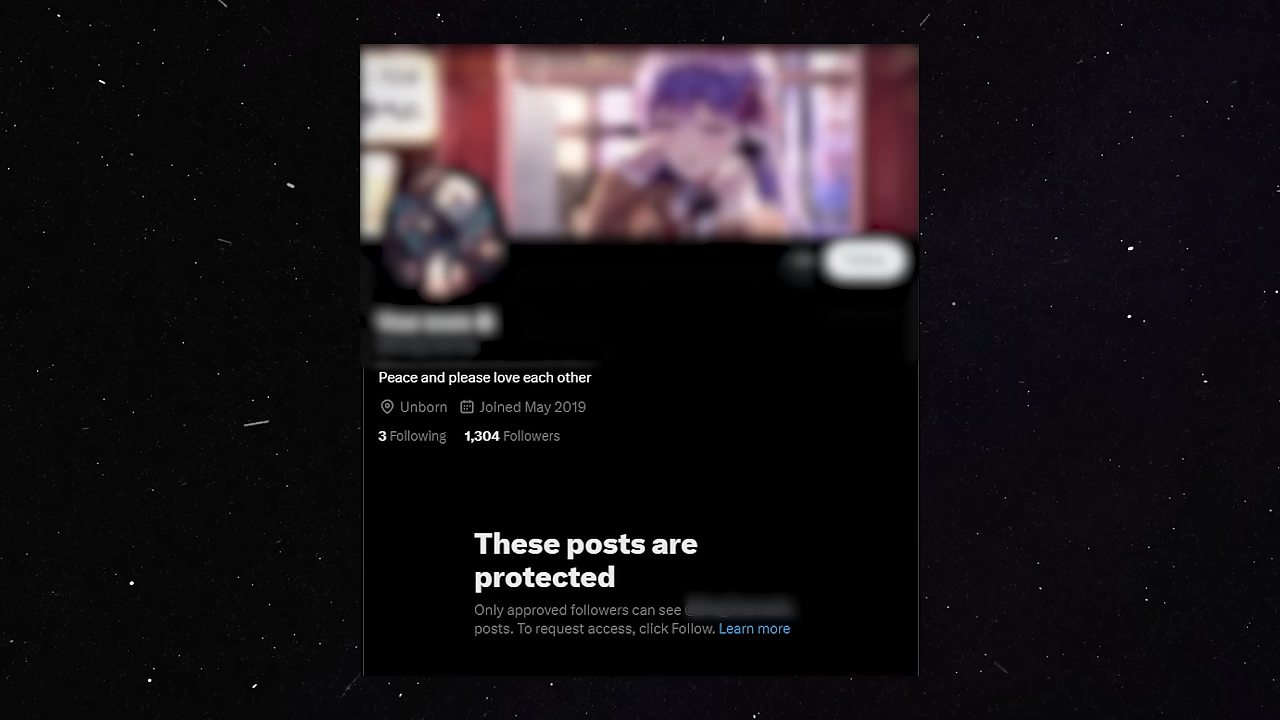 Peace and please love each other
Unborn Joined May 2019
3 Following 1,304 Followers
These posts are
protected
Only approved followers can see
posts. To request access, click Follow. Learn more